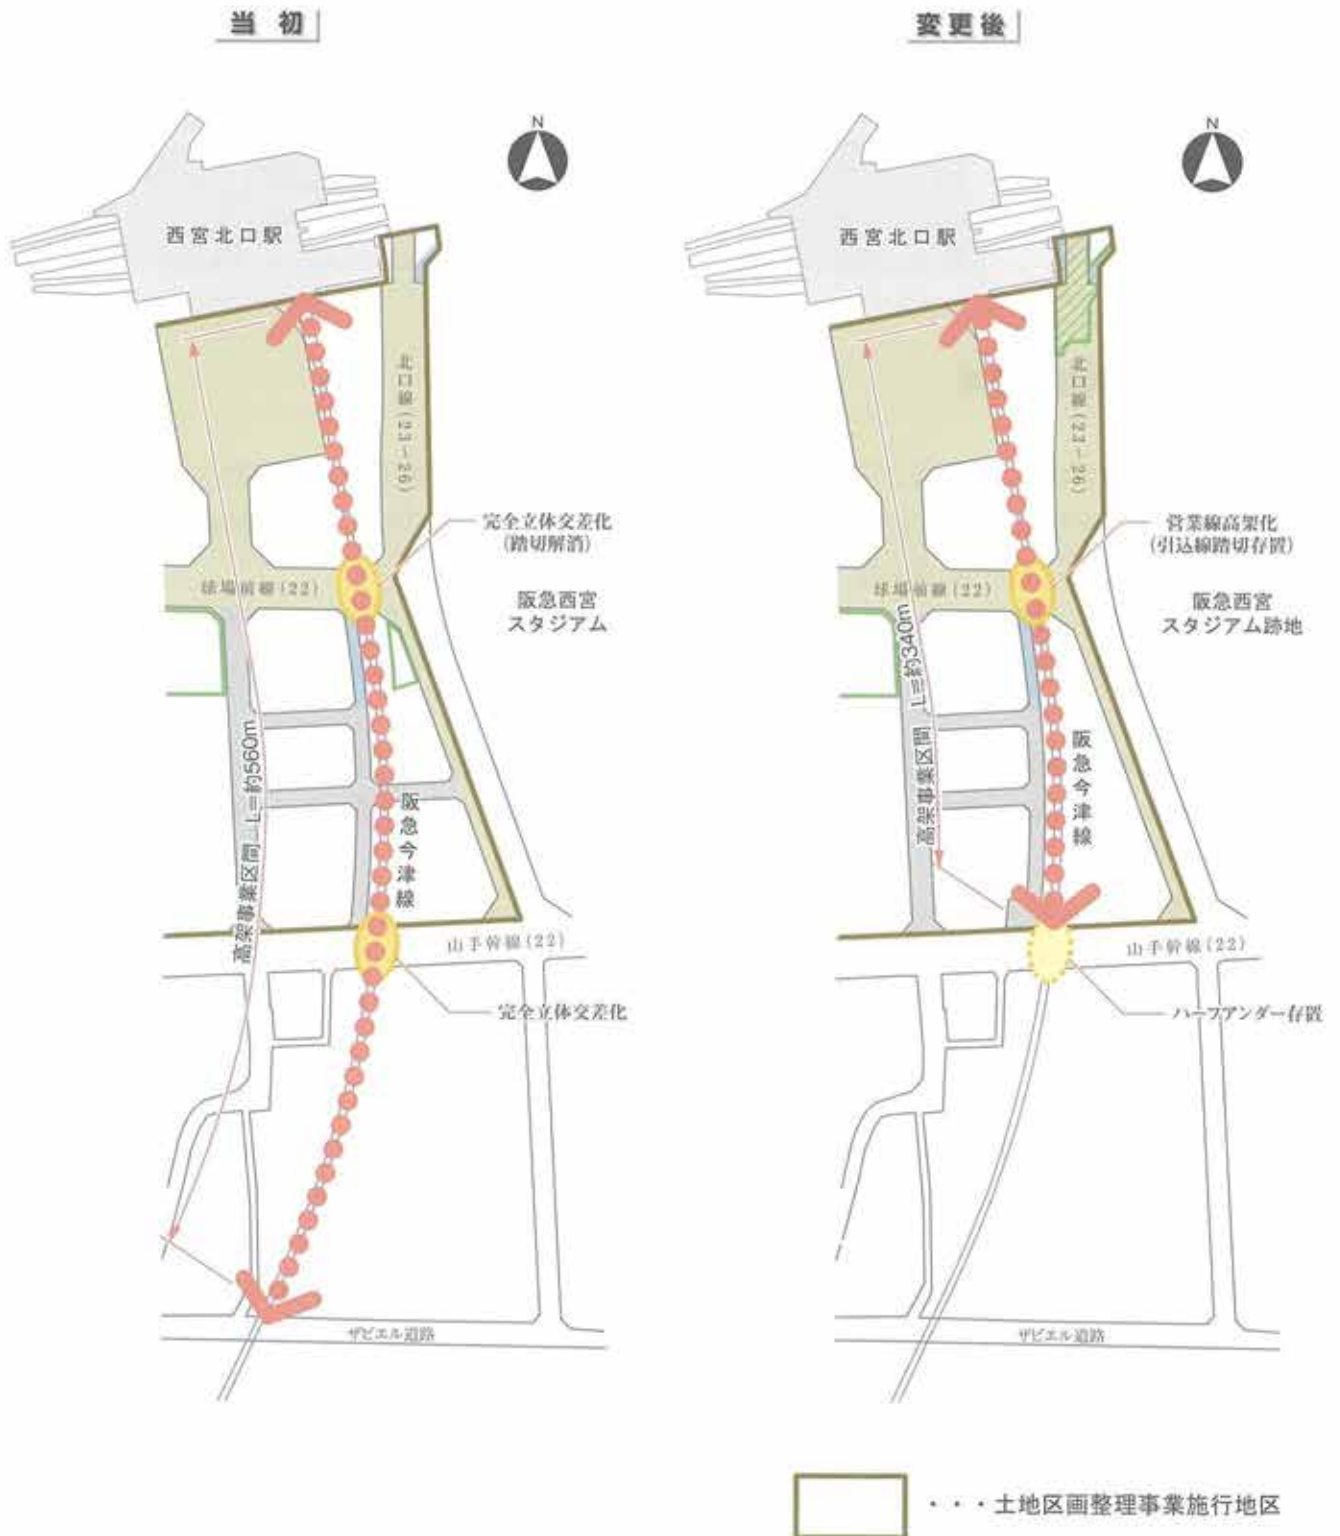 当 初
N
西宮北口駅
北口線(23~26)
完全立体交差化
(踏切解消)
球場前線(22)
阪急西宮
スタジアム
高架事業区間 L=約560m
阪急今津線
山手幹線(22)
完全立体交差化
ザビエル道路
変更後
N
西宮北口駅
北口線(23~26)
営業線高架化
(引込線踏切存置)
球場前線(22)
阪急西宮
スタジアム跡地
高架事業区間 L=約340m
阪急今津線
山手幹線(22)
ハーフアンダー存置
ザビエル道路
・・・土地区画整理事業施行地区